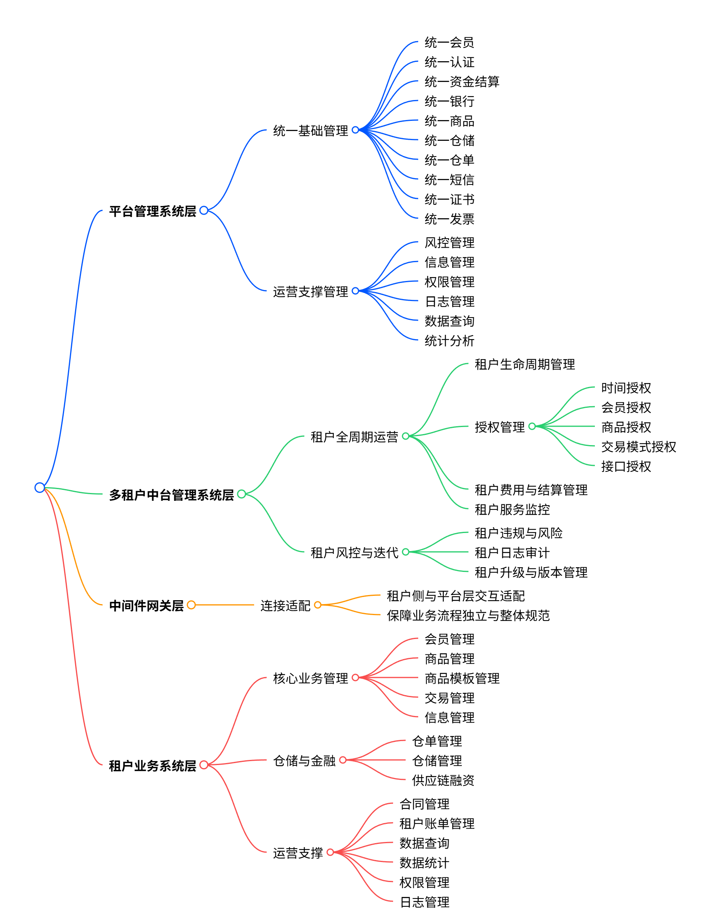 平台管理系统层
统一基础管理
统一会员
统一认证
统一资金结算
统一银行
统一商品
统一仓储
统一仓单
统一短信
统一证书
统一发票
运营支撑管理
风控管理
信息管理
权限管理
日志管理
数据查询
统计分析
多租户中台管理系统层
租户全周期运营
租户生命周期管理
授权管理
时间授权
会员授权
商品授权
交易模式授权
接口授权
租户费用与结算管理
租户服务监控
租户风控与迭代
租户违规与风险
租户日志审计
租户升级与版本管理
中间件网关层
连接适配
租户侧与平台层交互适配
保障业务流程独立与整体规范
租户业务系统层
核心业务管理
会员管理
商品管理
商品模板管理
交易管理
信息管理
仓储与金融
仓单管理
仓储管理
供应链融资
运营支撑
合同管理
租户账单管理
数据查询
数据统计
权限管理
日志管理